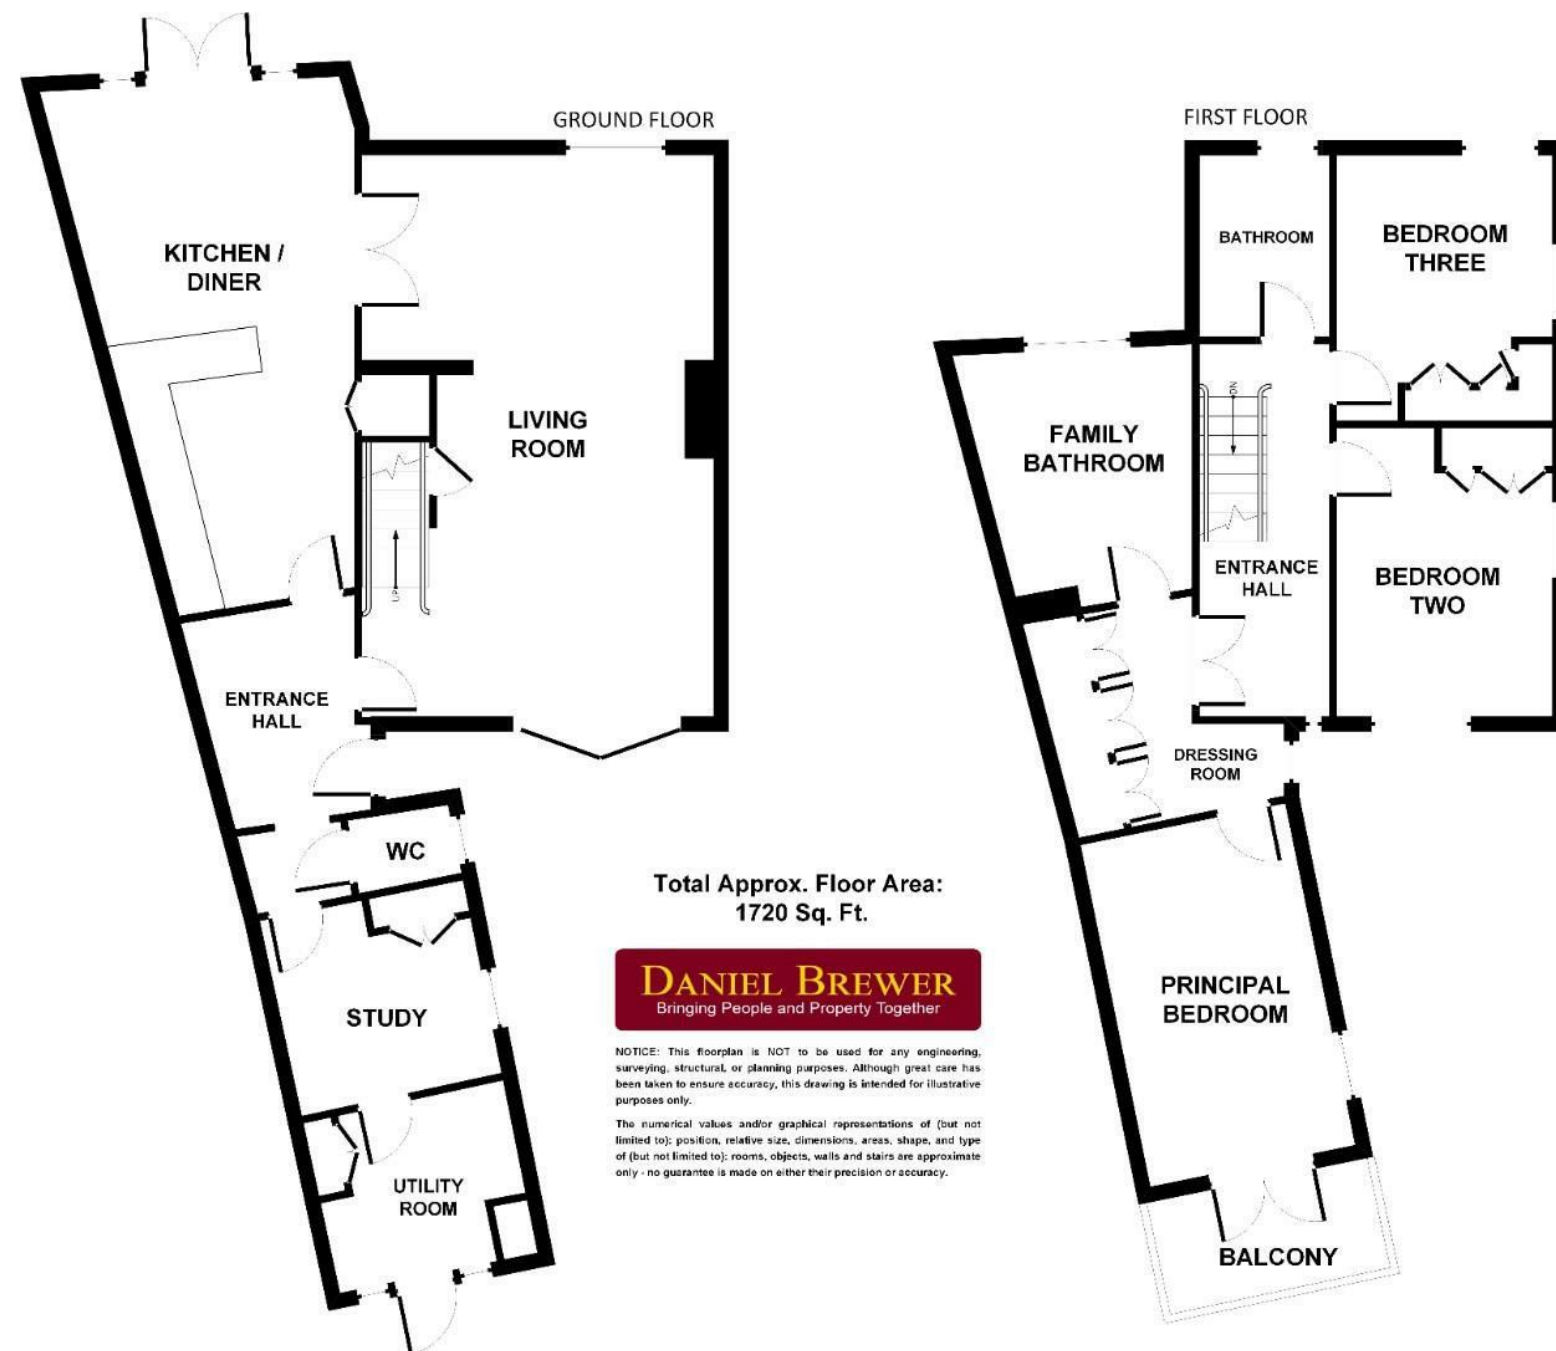 GROUND FLOOR
KITCHEN /
DINER
LIVING
ROOM
UP
ENTRANCE
HALL
WC
STUDY
UTILITY
ROOM
FIRST FLOOR
BATHROOM
BEDROOM
THREE
FAMILY
BATHROOM
ENTRANCE
HALL
BEDROOM
TWO
DRESSING
ROOM
PRINCIPAL
BEDROOM
BALCONY
Total Approx. Floor Area:
1720 Sq. Ft.
DANIEL BREWER
Bringing People and Property Together
NOTICE: This floorplan is NOT to be used for any engineering,
surveying, structural, or planning purposes. Although great care has
been taken to ensure accuracy, this drawing is intended for illustrative
purposes only.
The numerical values and/or graphical representations of (but not
limited to): position, relative size, dimensions, areas, shape, and type
of (but not limited to): rooms, objects, walls and stairs are approximate
only - no guarantee is made on either their precision or accuracy.